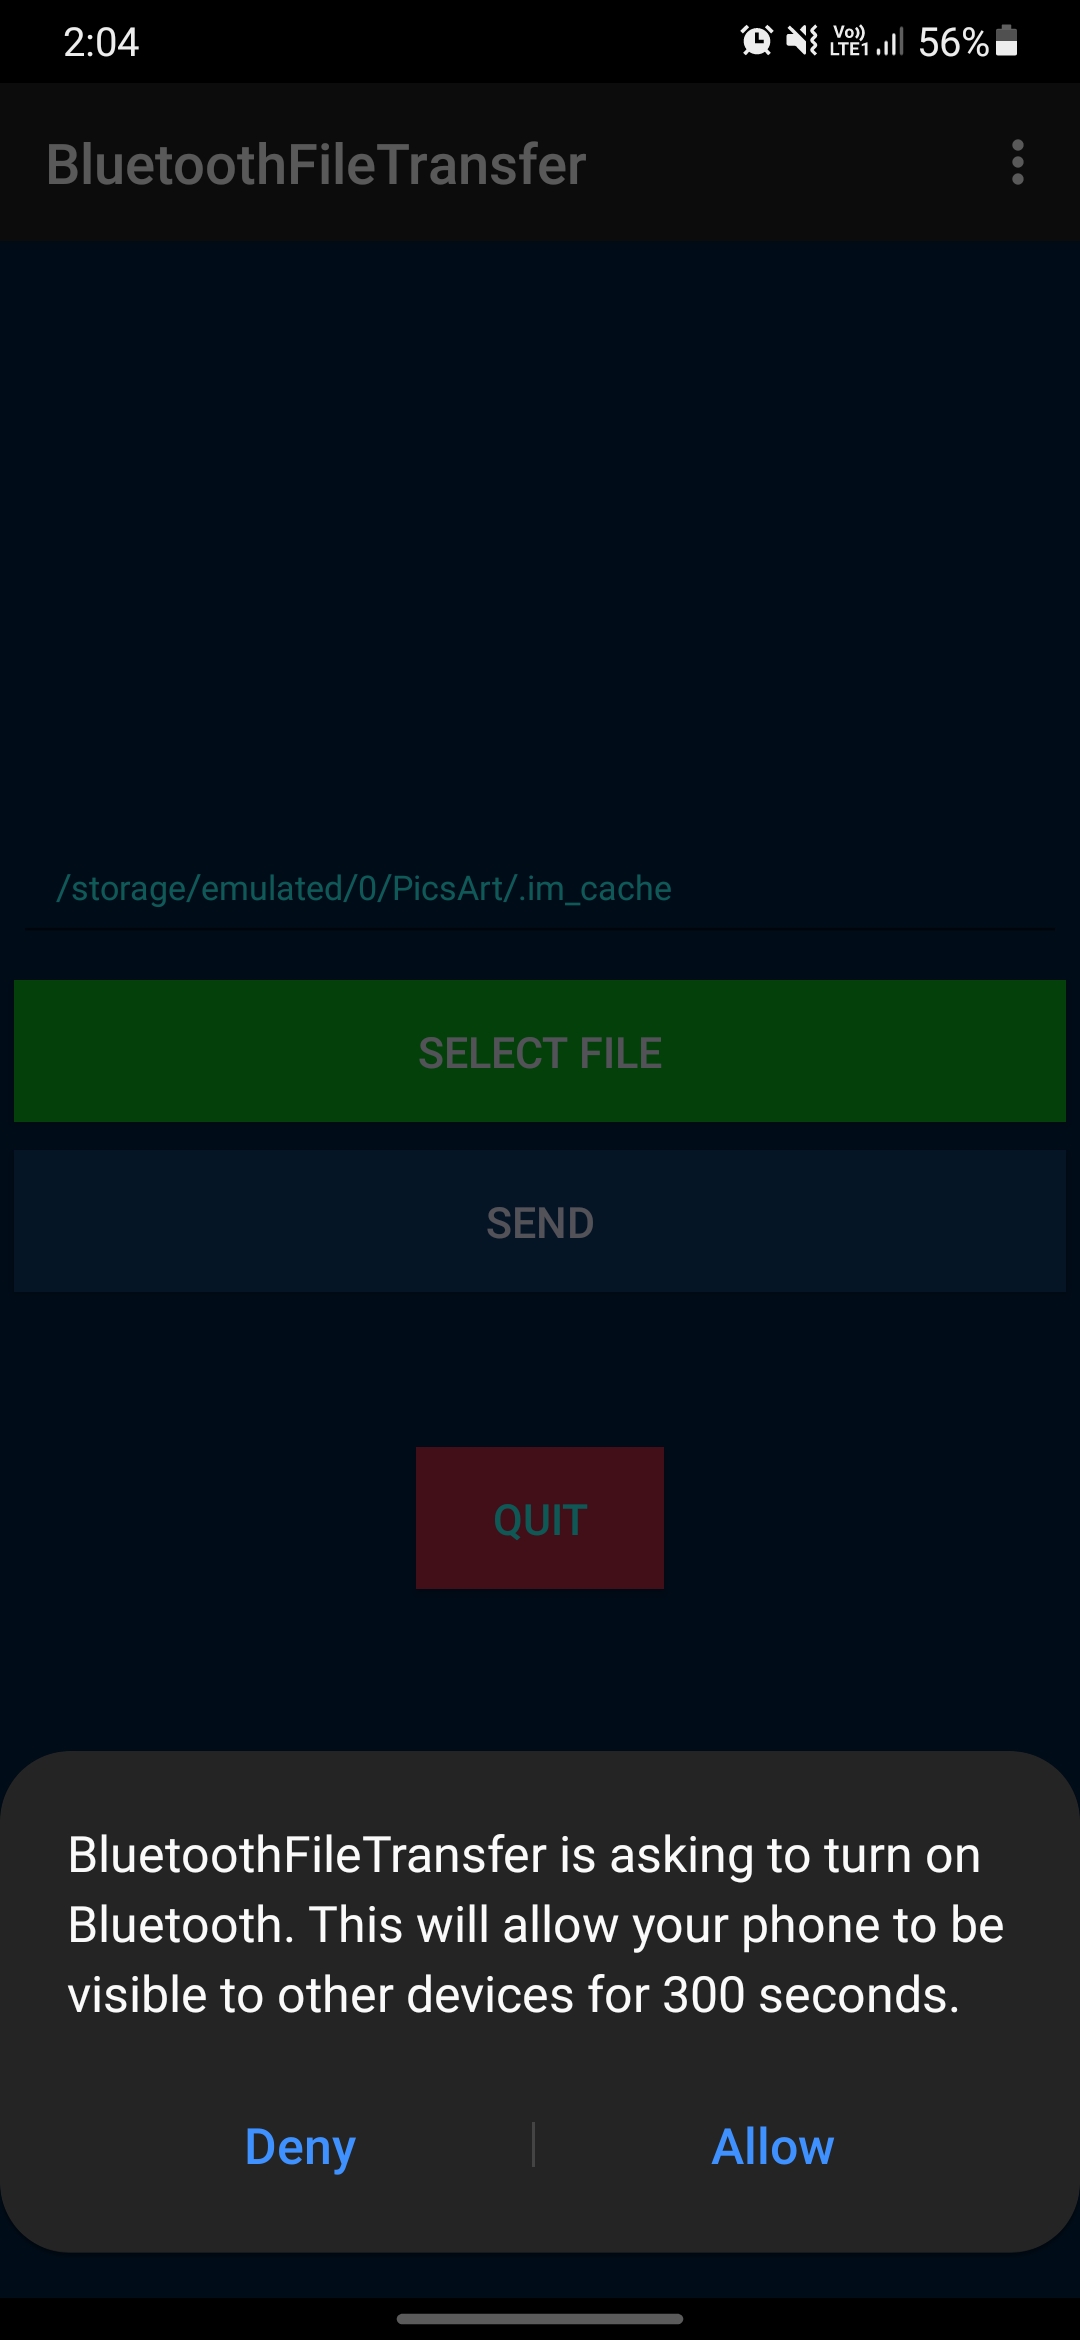 2:04
Vo)) LTE1 56%
BluetoothFileTransfer
/storage/emulated/0/PicsArt/.im_cache
SELECT FILE
SEND
QUIT
BluetoothFileTransfer is asking to turn on
Bluetooth. This will allow your phone to be
visible to other devices for 300 seconds.
Deny
Allow